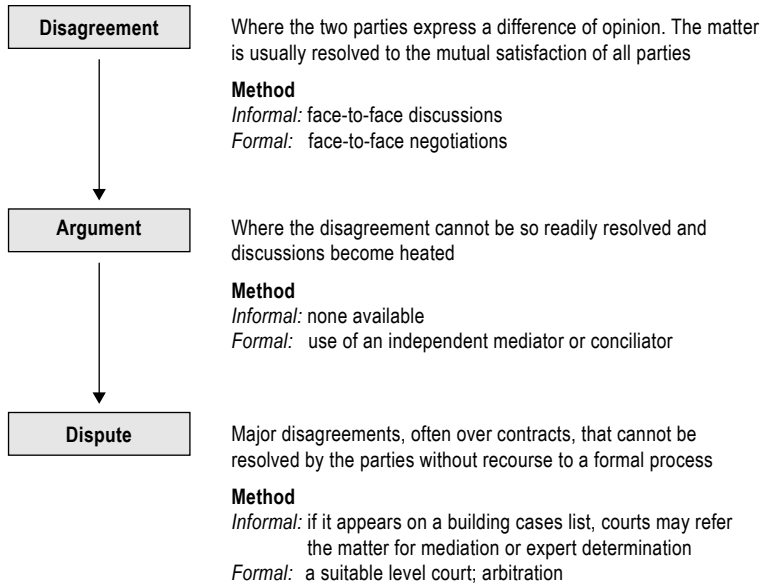 Disagreement
Where the two parties express a difference of opinion. The matter
is usually resolved to the mutual satisfaction of all parties
Method
Informal: face-to-face discussions
Formal: face-to-face negotiations
Argument
Where the disagreement cannot be so readily resolved and
discussions become heated
Method
Informal: none available
Formal: use of an independent mediator or conciliator
Dispute
Major disagreements, often over contracts, that cannot be
resolved by the parties without recourse to a formal process
Method
Informal: if it appears on a building cases list, courts may refer
the matter for mediation or expert determination
Formal: a suitable level court; arbitration